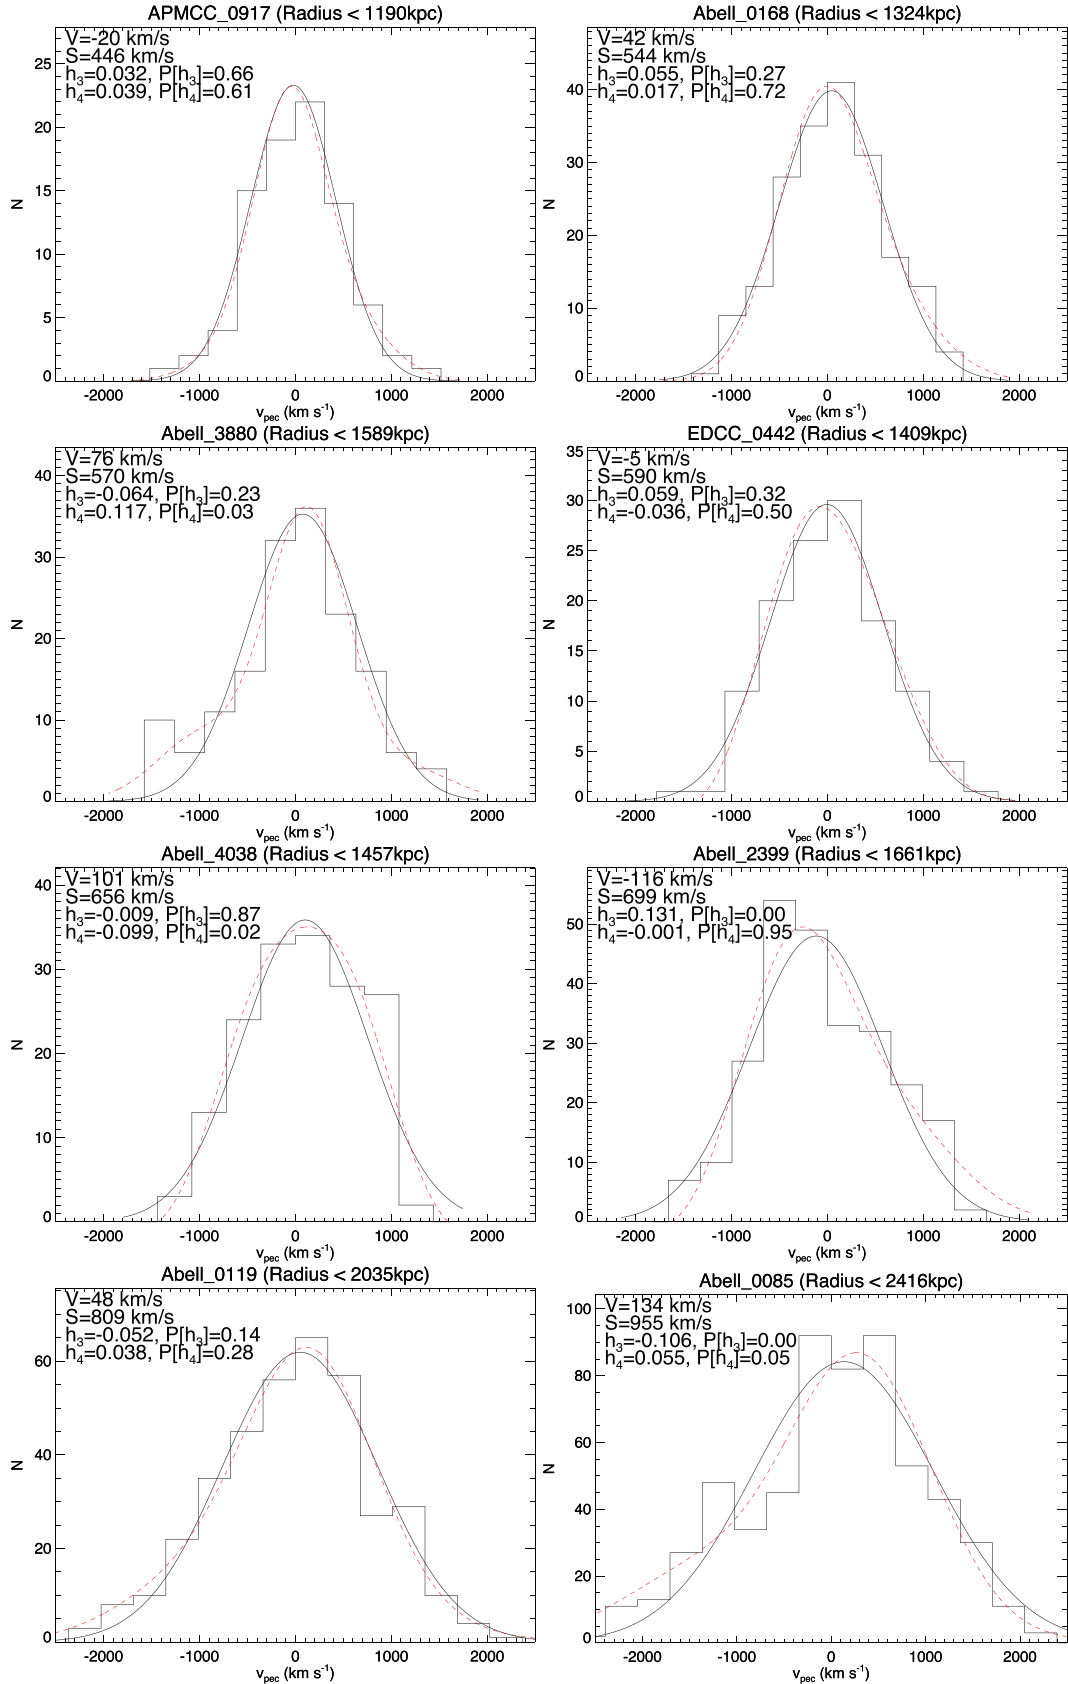 APMCC_0917 (Radius < 1190kpc)
V=-20 km/s
S=446 km/s
h3=0.032, P[h3]=0.66
h4=0.039, P[h4]=0.61
25
20
15
10
5
0
N
-2000 -1000 0 1000 2000
vpec (km s-1)
Abell_0168 (Radius < 1324kpc)
V=42 km/s
S=544 km/s
h3=0.055, P[h3]=0.27
h4=0.017, P[h4]=0.72
40
30
20
10
0
N
-2000 -1000 0 1000 2000
vpec (km s-1)
Abell_3880 (Radius < 1589kpc)
V=76 km/s
S=570 km/s
h3=-0.064, P[h3]=0.23
h4=0.117, P[h4]=0.03
40
30
20
10
0
N
-2000 -1000 0 1000 2000
vpec (km s-1)
EDCC_0442 (Radius < 1409kpc)
V=-5 km/s
S=590 km/s
h3=0.059, P[h3]=0.32
h4=-0.036, P[h4]=0.50
35
30
25
20
15
10
5
0
N
-2000 -1000 0 1000 2000
vpec (km s-1)
Abell_4038 (Radius < 1457kpc)
V=101 km/s
S=656 km/s
h3=-0.009, P[h3]=0.87
h4=-0.099, P[h4]=0.02
40
30
20
10
0
N
-2000 -1000 0 1000 2000
vpec (km s-1)
Abell_2399 (Radius < 1661kpc)
V=-116 km/s
S=699 km/s
h3=0.131, P[h3]=0.00
h4=-0.001, P[h4]=0.95
50
40
30
20
10
0
N
-2000 -1000 0 1000 2000
vpec (km s-1)
Abell_0119 (Radius < 2035kpc)
V=48 km/s
S=809 km/s
h3=-0.052, P[h3]=0.14
h4=0.038, P[h4]=0.28
60
40
20
0
N
-2000 -1000 0 1000 2000
vpec (km s-1)
Abell_0085 (Radius < 2416kpc)
V=134 km/s
S=955 km/s
h3=-0.106, P[h3]=0.00
h4=0.055, P[h4]=0.05
100
80
60
40
20
0
N
-2000 -1000 0 1000 2000
vpec (km s-1)